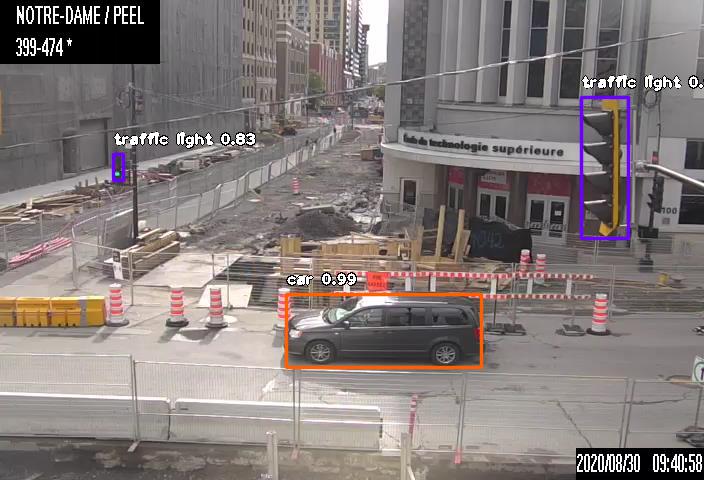 NOTRE-DAME / PEEL
399-474 *
traffic light 0.
traffic light 0.83
École de technologie supérieure
1100
car 0.99
2020/08/30 09:40:58